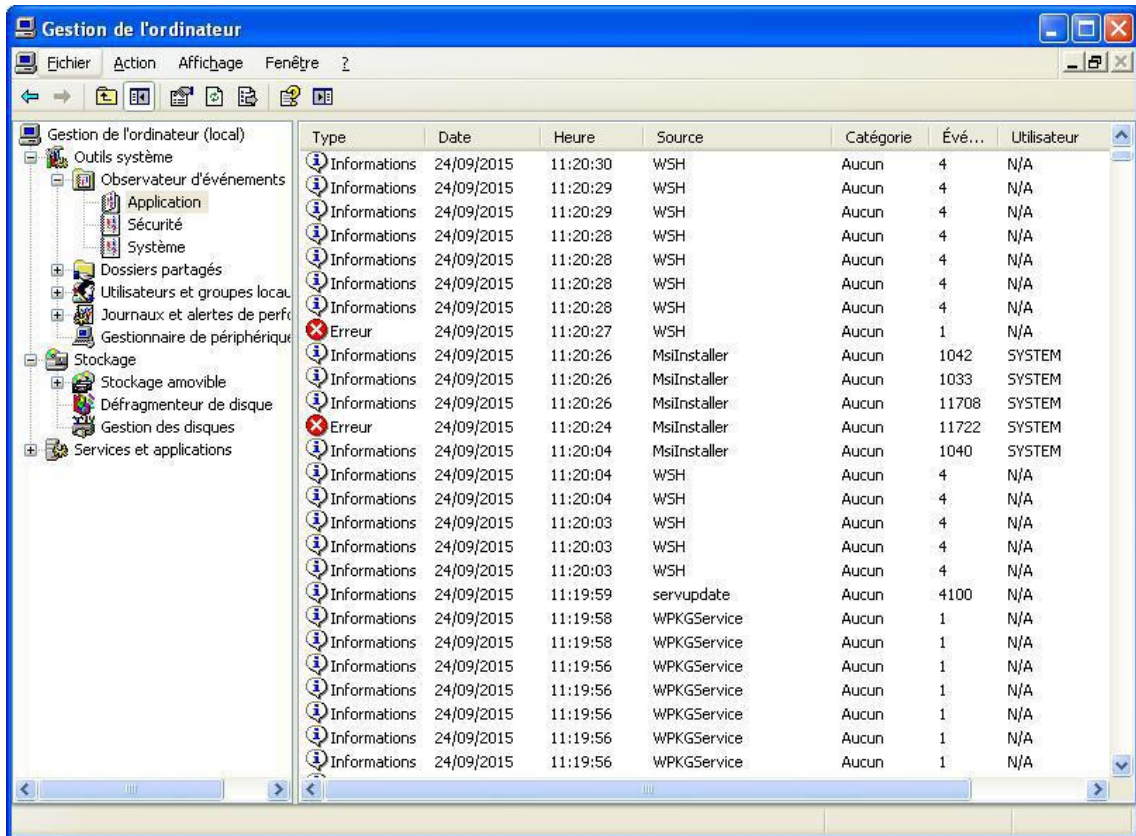 Gestion de l'ordinateur
Fichier Action Affichage Fenêtre ?
Gestion de l'ordinateur (local)
Outils système
Observateur d'événements
Application
Sécurité
Système
Dossiers partagés
Utilisateurs et groupes locau
Journaux et alertes de perfo
Gestionnaire de périphérique
Stockage
Stockage amovible
Défragmenteur de disque
Gestion des disques
Services et applications
Type Date Heure Source Catégorie Évé... Utilisateur
Informations 24/09/2015 11:20:30 WSH Aucun 4 N/A
Informations 24/09/2015 11:20:29 WSH Aucun 4 N/A
Informations 24/09/2015 11:20:29 WSH Aucun 4 N/A
Informations 24/09/2015 11:20:28 WSH Aucun 4 N/A
Informations 24/09/2015 11:20:28 WSH Aucun 4 N/A
Informations 24/09/2015 11:20:28 WSH Aucun 4 N/A
Informations 24/09/2015 11:20:28 WSH Aucun 4 N/A
Erreur 24/09/2015 11:20:27 WSH Aucun 1 N/A
Informations 24/09/2015 11:20:26 MsiInstaller Aucun 1042 SYSTEM
Informations 24/09/2015 11:20:26 MsiInstaller Aucun 1033 SYSTEM
Informations 24/09/2015 11:20:26 MsiInstaller Aucun 11708 SYSTEM
Erreur 24/09/2015 11:20:24 MsiInstaller Aucun 11722 SYSTEM
Informations 24/09/2015 11:20:04 MsiInstaller Aucun 1040 SYSTEM
Informations 24/09/2015 11:20:04 WSH Aucun 4 N/A
Informations 24/09/2015 11:20:04 WSH Aucun 4 N/A
Informations 24/09/2015 11:20:03 WSH Aucun 4 N/A
Informations 24/09/2015 11:20:03 WSH Aucun 4 N/A
Informations 24/09/2015 11:20:03 WSH Aucun 4 N/A
Informations 24/09/2015 11:19:59 servupdate Aucun 4100 N/A
Informations 24/09/2015 11:19:58 WPKGService Aucun 1 N/A
Informations 24/09/2015 11:19:58 WPKGService Aucun 1 N/A
Informations 24/09/2015 11:19:56 WPKGService Aucun 1 N/A
Informations 24/09/2015 11:19:56 WPKGService Aucun 1 N/A
Informations 24/09/2015 11:19:56 WPKGService Aucun 1 N/A
Informations 24/09/2015 11:19:56 WPKGService Aucun 1 N/A
Informations 24/09/2015 11:19:56 WPKGService Aucun 1 N/A